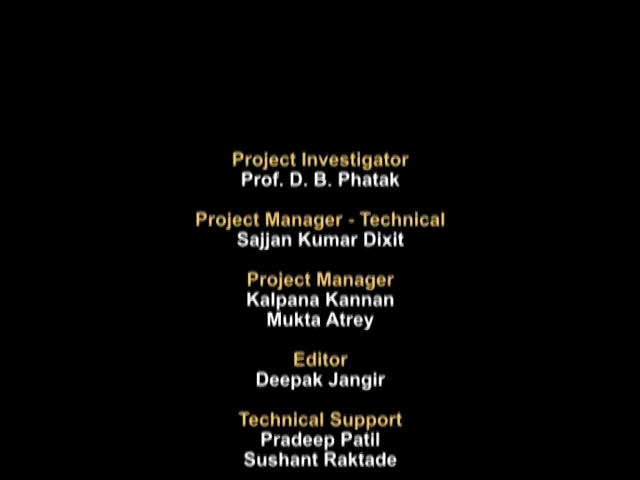 Project Investigator
Prof. D. B. Phatak
Project Manager - Technical
Sajjan Kumar Dixit
Project Manager
Kalpana Kannan
Mukta Atrey
Editor
Deepak Jangir
Technical Support
Pradeep Patil
Sushant Raktade